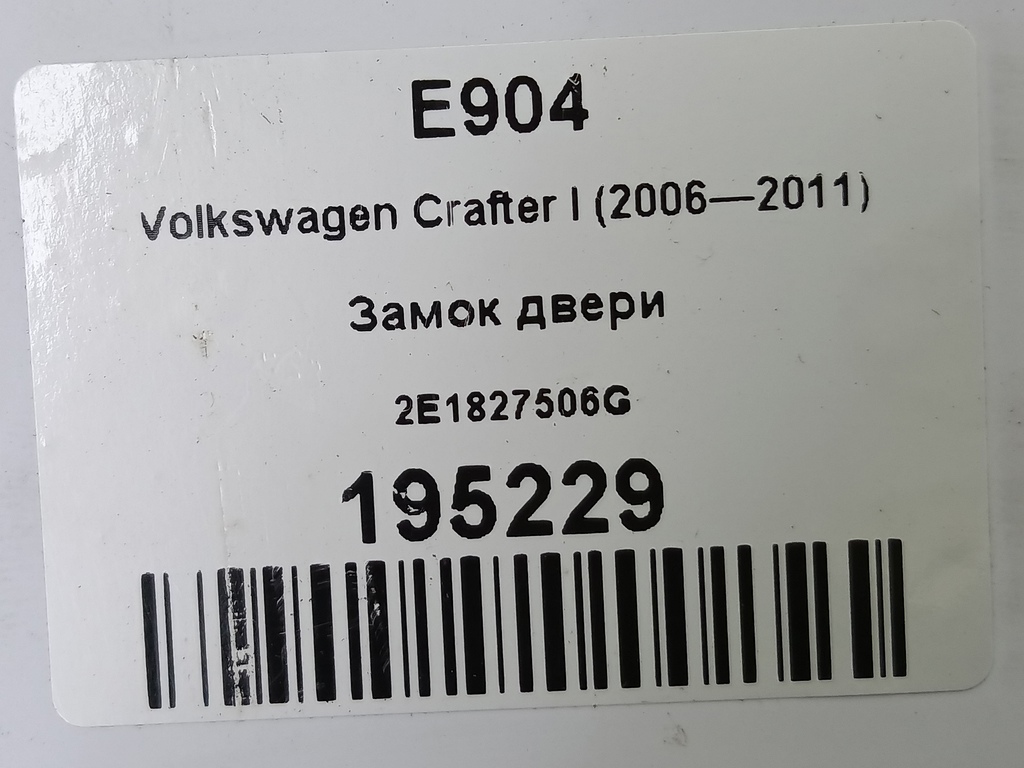 E904
Volkswagen Crafter I (2006—2011)
Замок двери
2E1827506G
195229